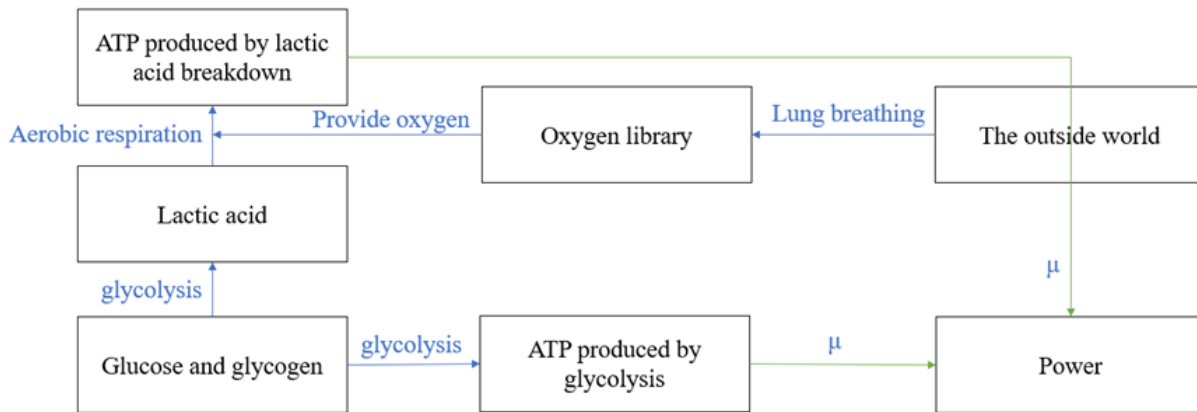 ATP produced by lactic
acid breakdown
Aerobic respiration
Provide oxygen
Oxygen library
Lung breathing
The outside world
Lactic acid
glycolysis
μ
Glucose and glycogen
glycolysis
ATP produced by
glycolysis
μ
Power